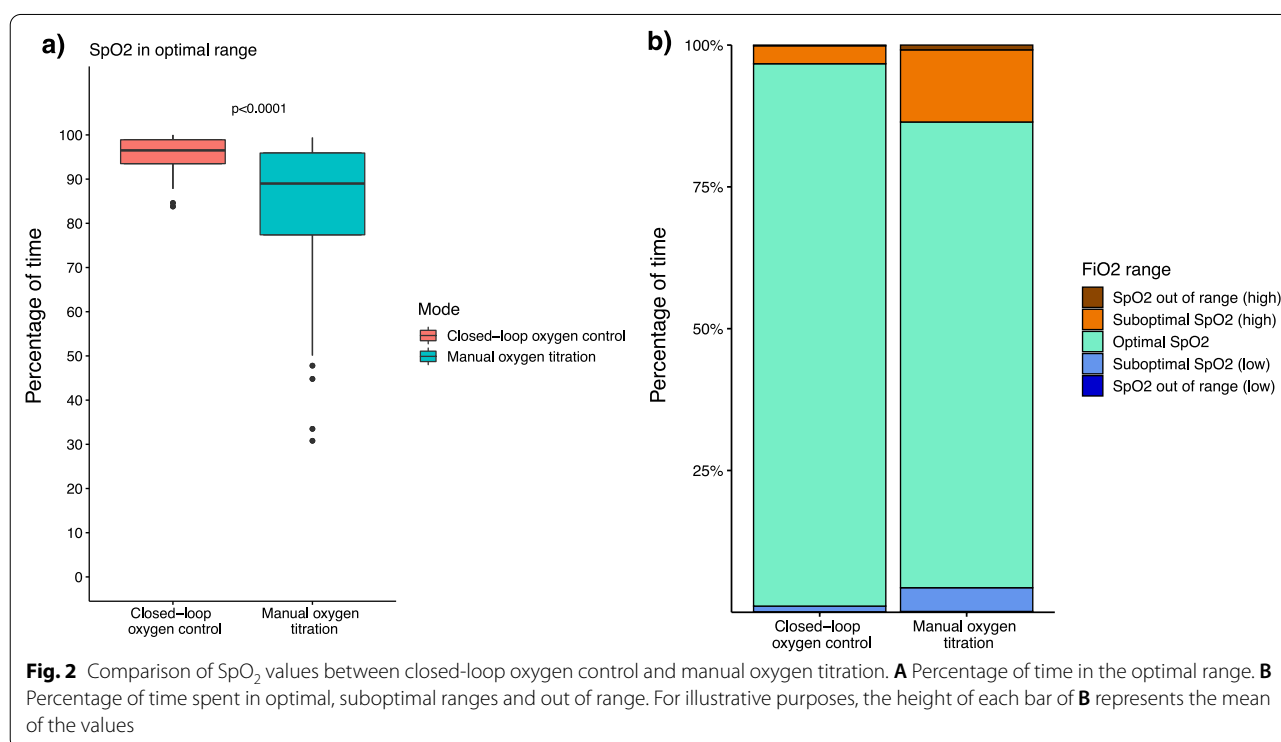 a)
SpO2 in optimal range
p<0.0001
100
90
80
70
60
50
40
30
20
10
0
Percentage of time
Closed–loop
oxygen control
Manual oxygen
titration
Mode
Closed–loop oxygen control
Manual oxygen titration
b)
100%
75%
50%
25%
Percentage of time
Closed–loop
oxygen control
Manual oxygen
titration
FiO2 range
SpO2 out of range (high)
Suboptimal SpO2 (high)
Optimal SpO2
Suboptimal SpO2 (low)
SpO2 out of range (low)
Fig. 2 Comparison of SpO2 values between closed-loop oxygen control and manual oxygen titration. A Percentage of time in the optimal range. B
Percentage of time spent in optimal, suboptimal ranges and out of range. For illustrative purposes, the height of each bar of B represents the mean
of the values